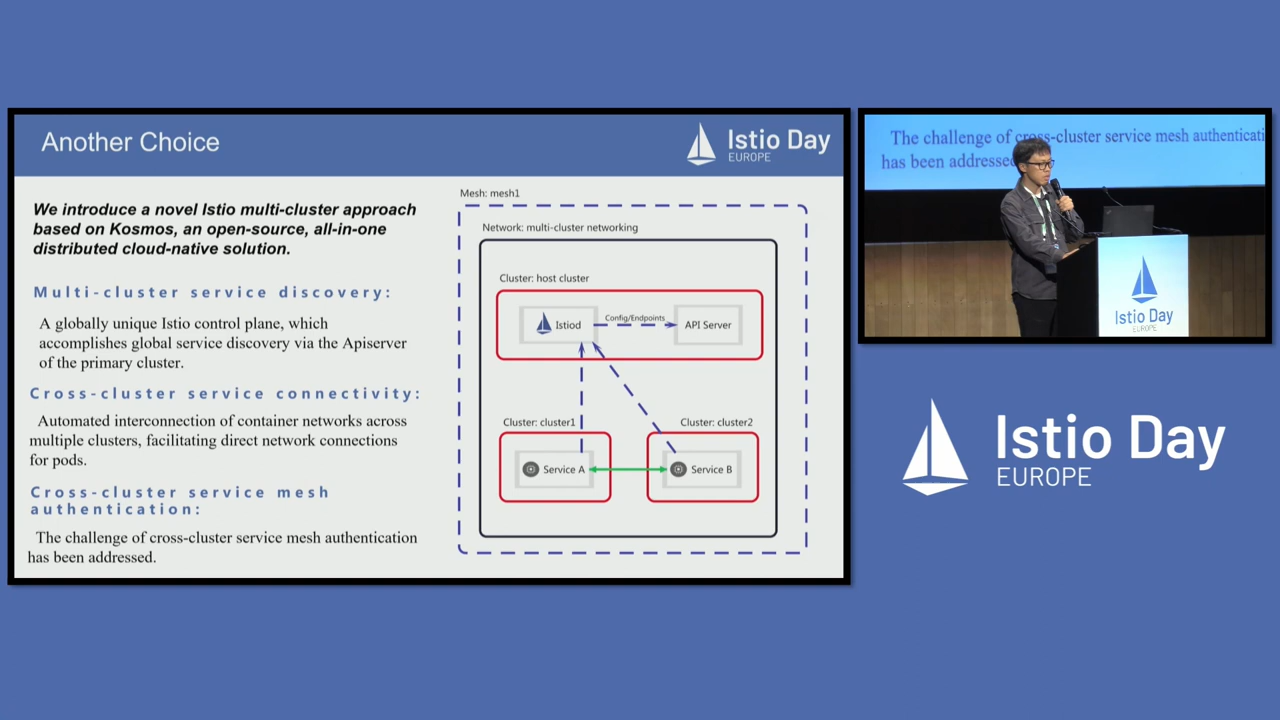 Another Choice
Istio Day
EUROPE
We introduce a novel Istio multi-cluster approach
based on Kosmos, an open-source, all-in-one
distributed cloud-native solution.
Multi-cluster service discovery:
A globally unique Istio control plane, which
accomplishes global service discovery via the Apiserver
of the primary cluster.
Cross-cluster service connectivity:
Automated interconnection of container networks across
multiple clusters, facilitating direct network connections
for pods.
Cross-cluster service mesh
authentication:
The challenge of cross-cluster service mesh authentication
has been addressed.
Mesh: mesh1
Network: multi-cluster networking
Cluster: host cluster
Istiod
Config/Endpoints
API Server
Cluster: cluster1
Cluster: cluster2
Service A
Service B
The challenge of cross-cluster service mesh authenticati
has been addressed
Istio Day
EUROPE
Istio Day
EUROPE